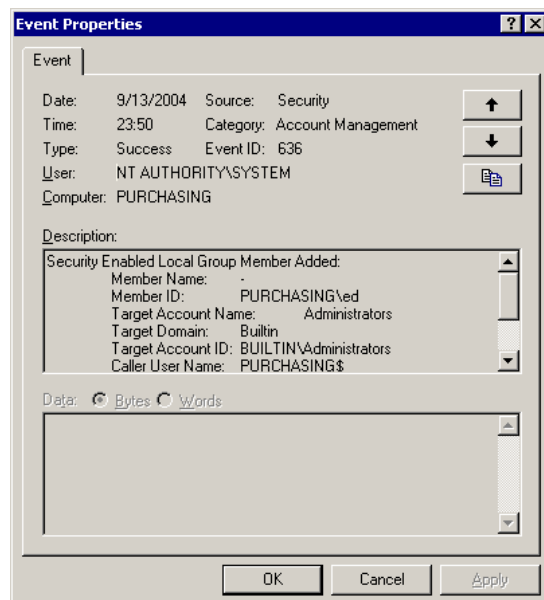 Event Properties
Event
Date: 9/13/2004 Source: Security
Time: 23:50 Category: Account Management
Type: Success Event ID: 636
User: NT AUTHORITY\SYSTEM
Computer: PURCHASING
Description:
Security Enabled Local Group Member Added:
Member Name: -
Member ID: PURCHASING\ed
Target Account Name: Administrators
Target Domain: Builtin
Target Account ID: BUILTIN\Administrators
Caller User Name: PURCHASING$
Data: Bytes Words
OK Cancel Apply